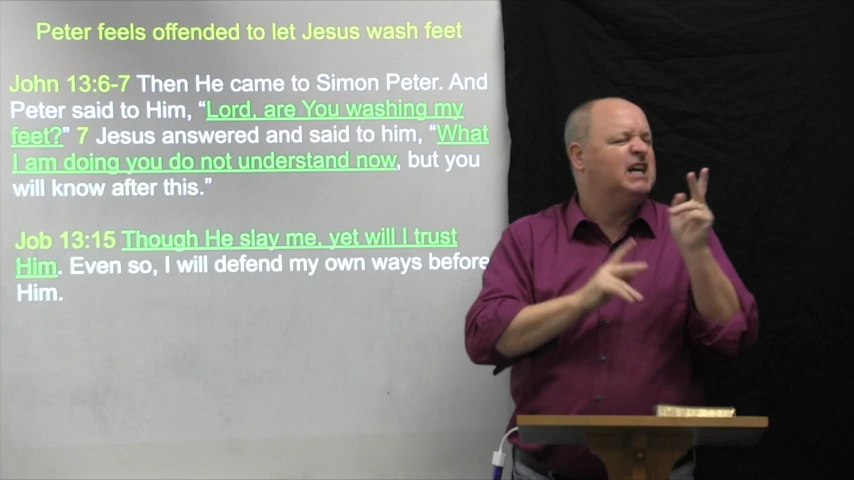 Peter feels offended to let Jesus wash feet
John 13:6-7 Then He came to Simon Peter. And
Peter said to Him, “Lord, are You washing my
feet?” 7 Jesus answered and said to him, “What
I am doing you do not understand now, but you
will know after this.”
Job 13:15 Though He slay me, yet will I trust
Him. Even so, I will defend my own ways before
Him.